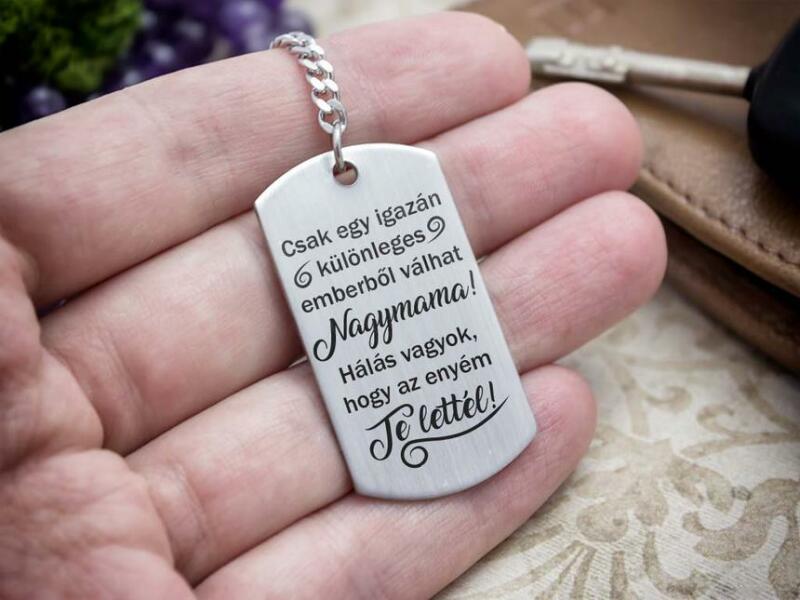 Csak egy igazán
különleges
emberből válhat
Nagymama!
Hálás vagyok,
hogy az enyém
Te lettél!